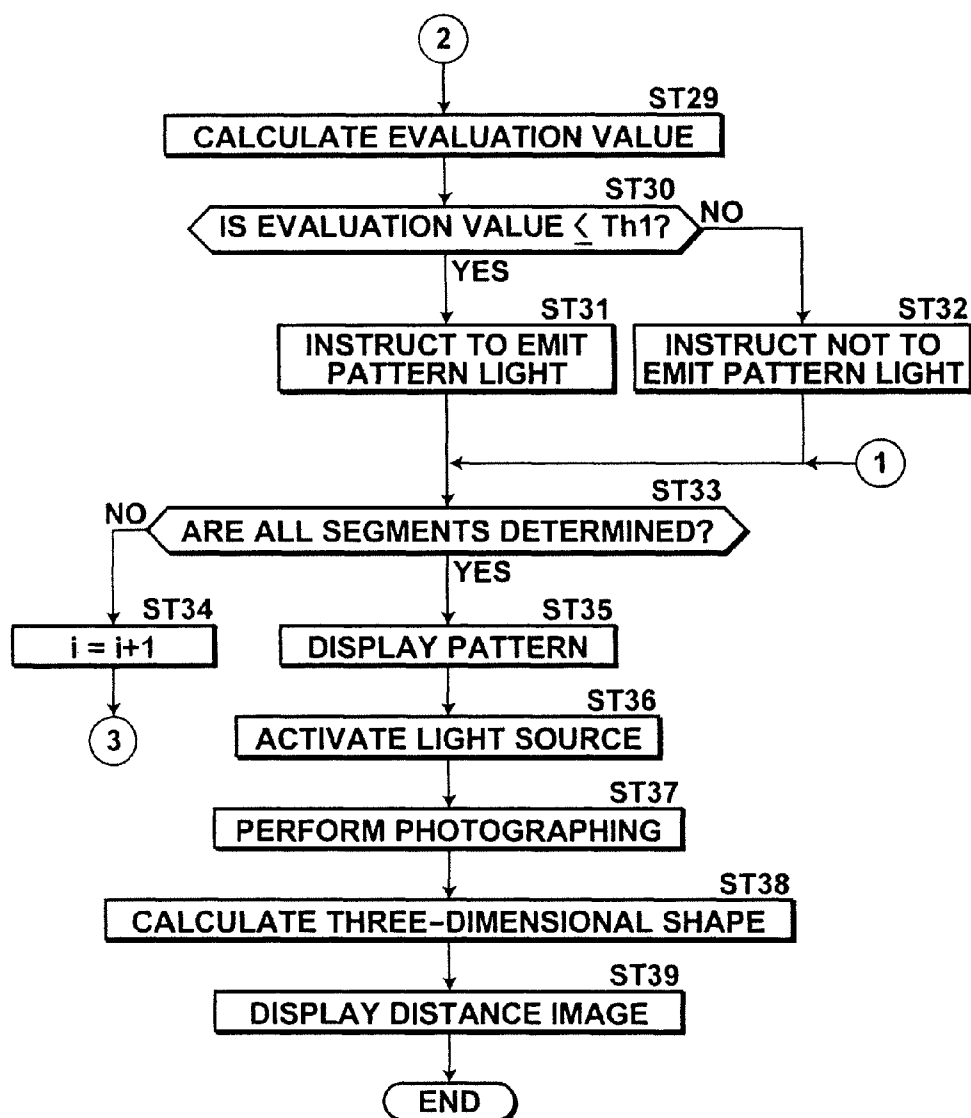 2
ST29
CALCULATE EVALUATION VALUE
ST30
IS EVALUATION VALUE ≤ Th1?
NO
YES
ST31
INSTRUCT TO EMIT
PATTERN LIGHT
ST32
INSTRUCT NOT TO
EMIT PATTERN LIGHT
1
ST33
NO
ARE ALL SEGMENTS DETERMINED?
YES
ST34
i = i+1
3
ST35
DISPLAY PATTERN
ST36
ACTIVATE LIGHT SOURCE
ST37
PERFORM PHOTOGRAPHING
ST38
CALCULATE THREE-DIMENSIONAL SHAPE
ST39
DISPLAY DISTANCE IMAGE
END